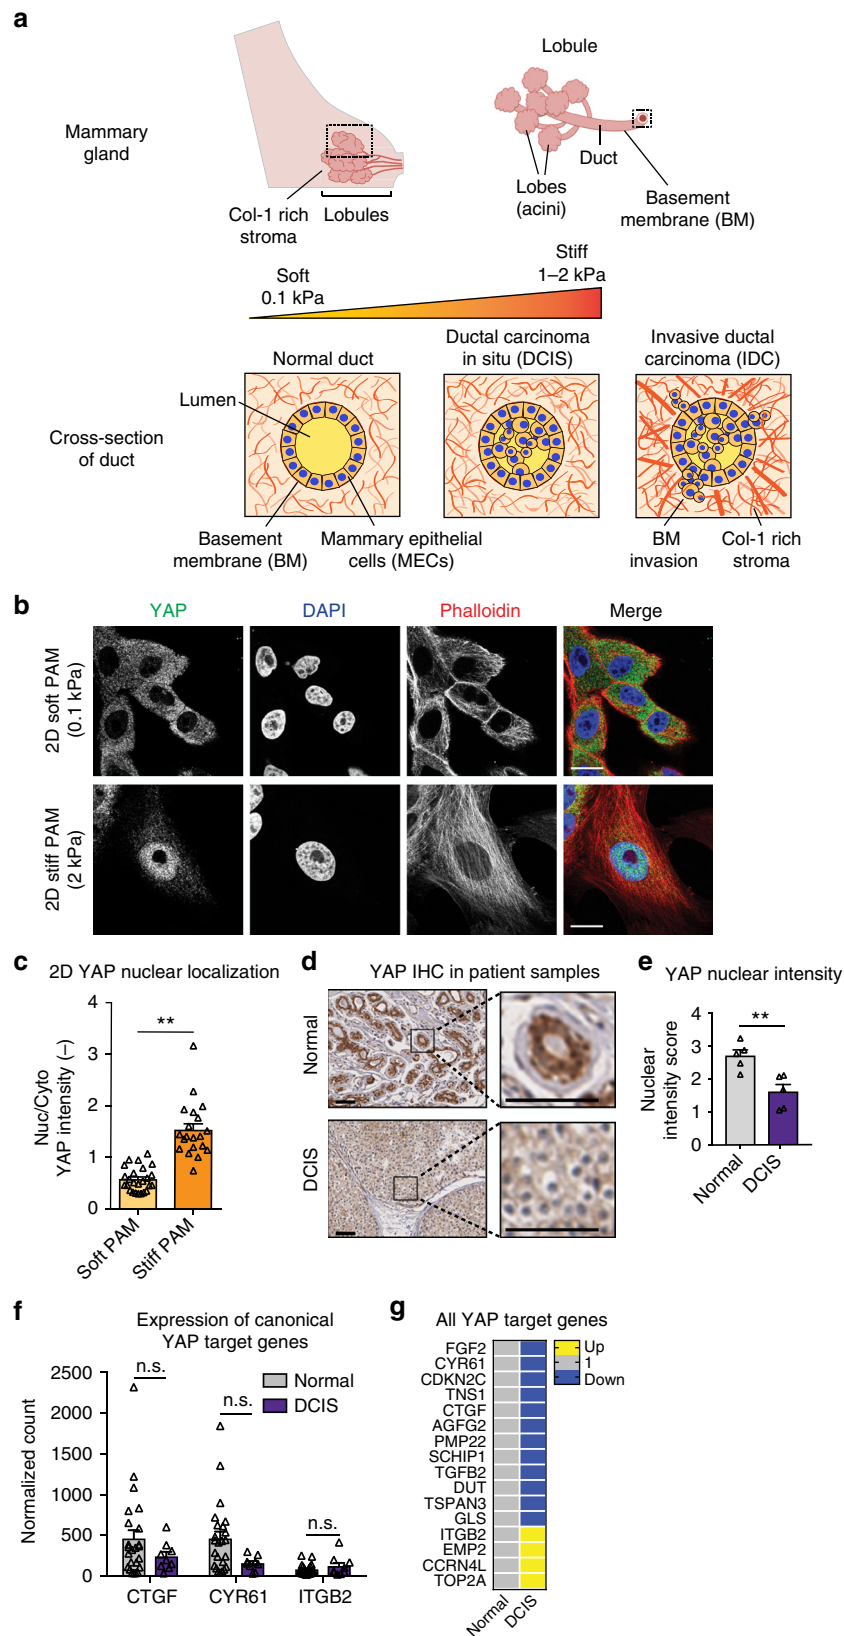 a
Lobule
Mammary
gland
Duct
Lobes
(acini)
Basement
membrane (BM)
Col-1 rich
stroma
Lobules
Soft
0.1 kPa
Stiff
1–2 kPa
Normal duct
Ductal carcinoma
in situ (DCIS)
Invasive ductal
carcinoma (IDC)
Lumen
Cross-section
of duct
Basement
membrane (BM)
Mammary epithelial
cells (MECs)
BM
invasion
Col-1 rich
stroma
b
YAP
DAPI
Phalloidin
Merge
2D soft PAM
(0.1 kPa)
2D stiff PAM
(2 kPa)
c
2D YAP nuclear localization
Nuc/Cyto
YAP intensity (–)
4
3
2
1
0
**
Soft PAM
Stiff PAM
d
YAP IHC in patient samples
Normal
DCIS
e
YAP nuclear intensity
Nuclear
intensity score
4
3
2
1
0
**
Normal
DCIS
f
Expression of canonical
YAP target genes
Normalized count
2500
2000
1500
1000
500
0
n.s.
n.s.
n.s.
Normal
DCIS
CTGF
CYR61
ITGB2
g
All YAP target genes
FGF2
CYR61
CDKN2C
TNS1
CTGF
AGFG2
PMP22
SCHIP1
TGFB2
DUT
TSPAN3
GLS
ITGB2
EMP2
CCRN4L
TOP2A
Up
1
Down
Normal
DCIS